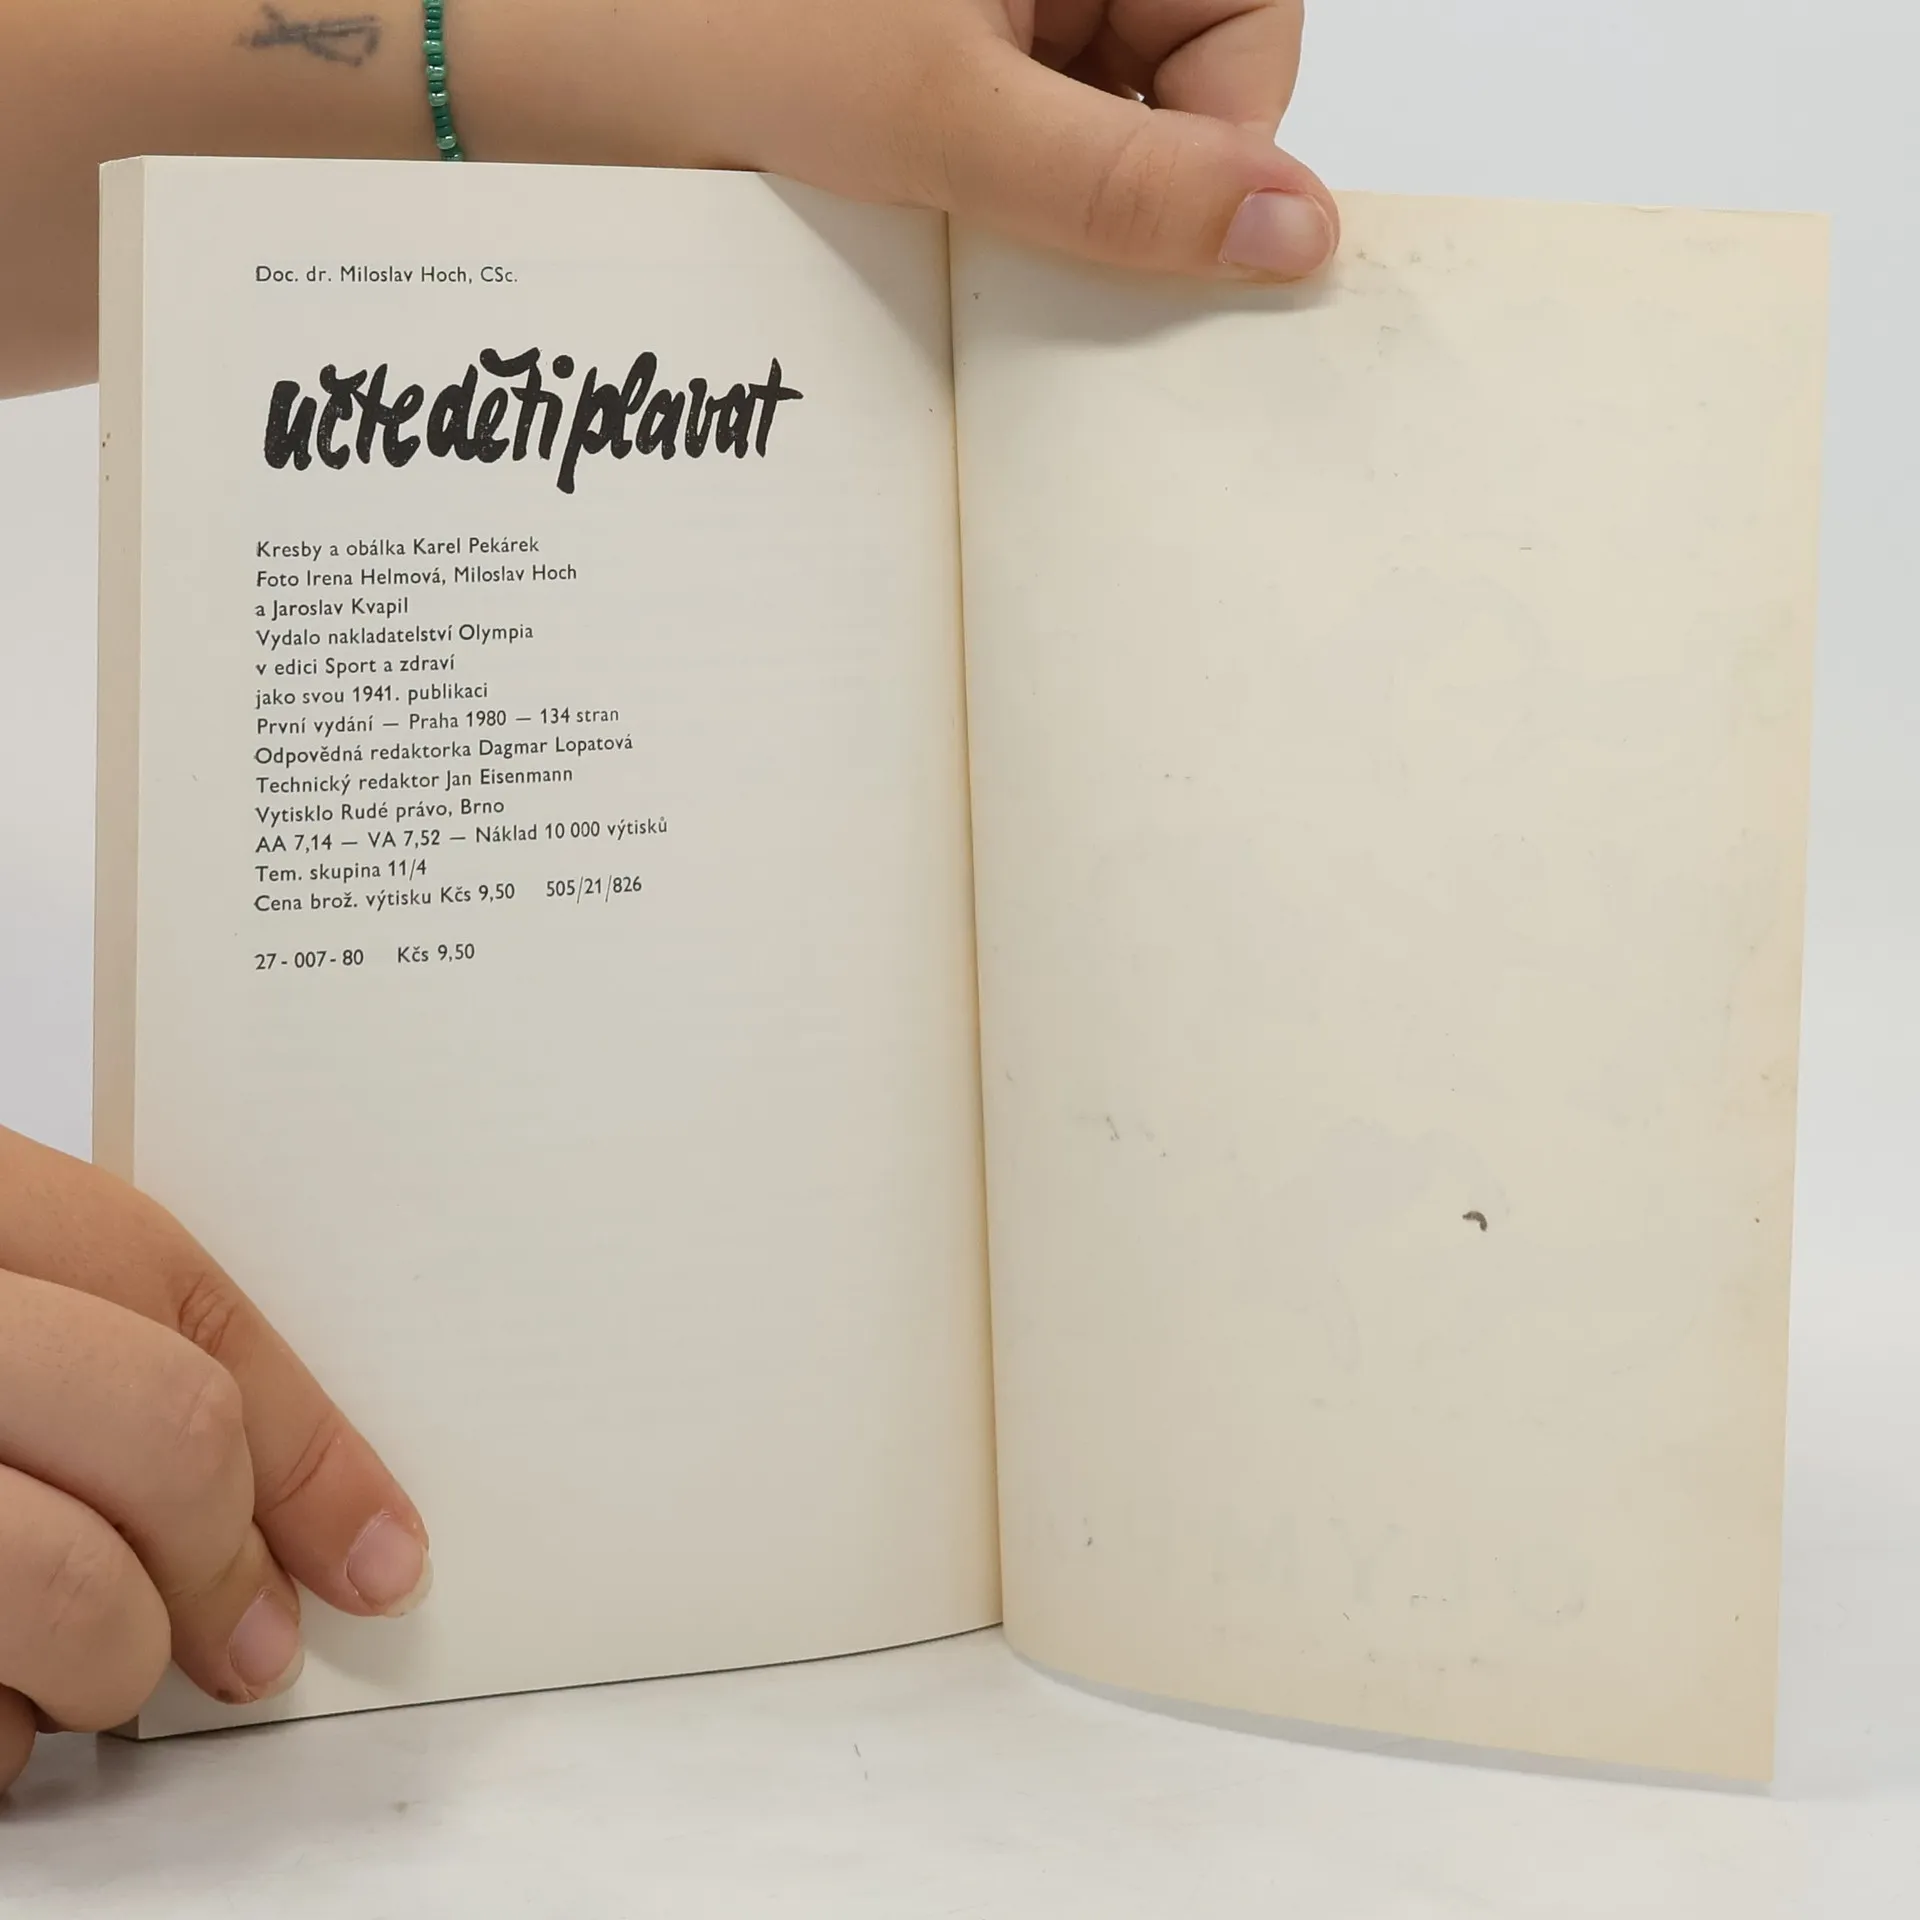 Doc. dr. Miloslav Hoch, CSc.
učte děti plavat
Kresby a obálka Karel Pekárek
Foto Irena Helmová, Miloslav Hoch
a Jaroslav Kvapil
Vydalo nakladatelství Olympia
v edici Sport a zdraví
jako svou 1941. publikaci
První vydání — Praha 1980 — 134 stran
Odpovědná redaktorka Dagmar Lopatová
Technický redaktor Jan Eisenmann
Vytisklo Rudé právo, Brno
AA 7,14 — VA 7,52 — Náklad 10 000 výtisků
Tem. skupina 11/4
Cena brož. výtisku Kčs 9,50 505/21/826
27 - 007 - 80 Kčs 9,50